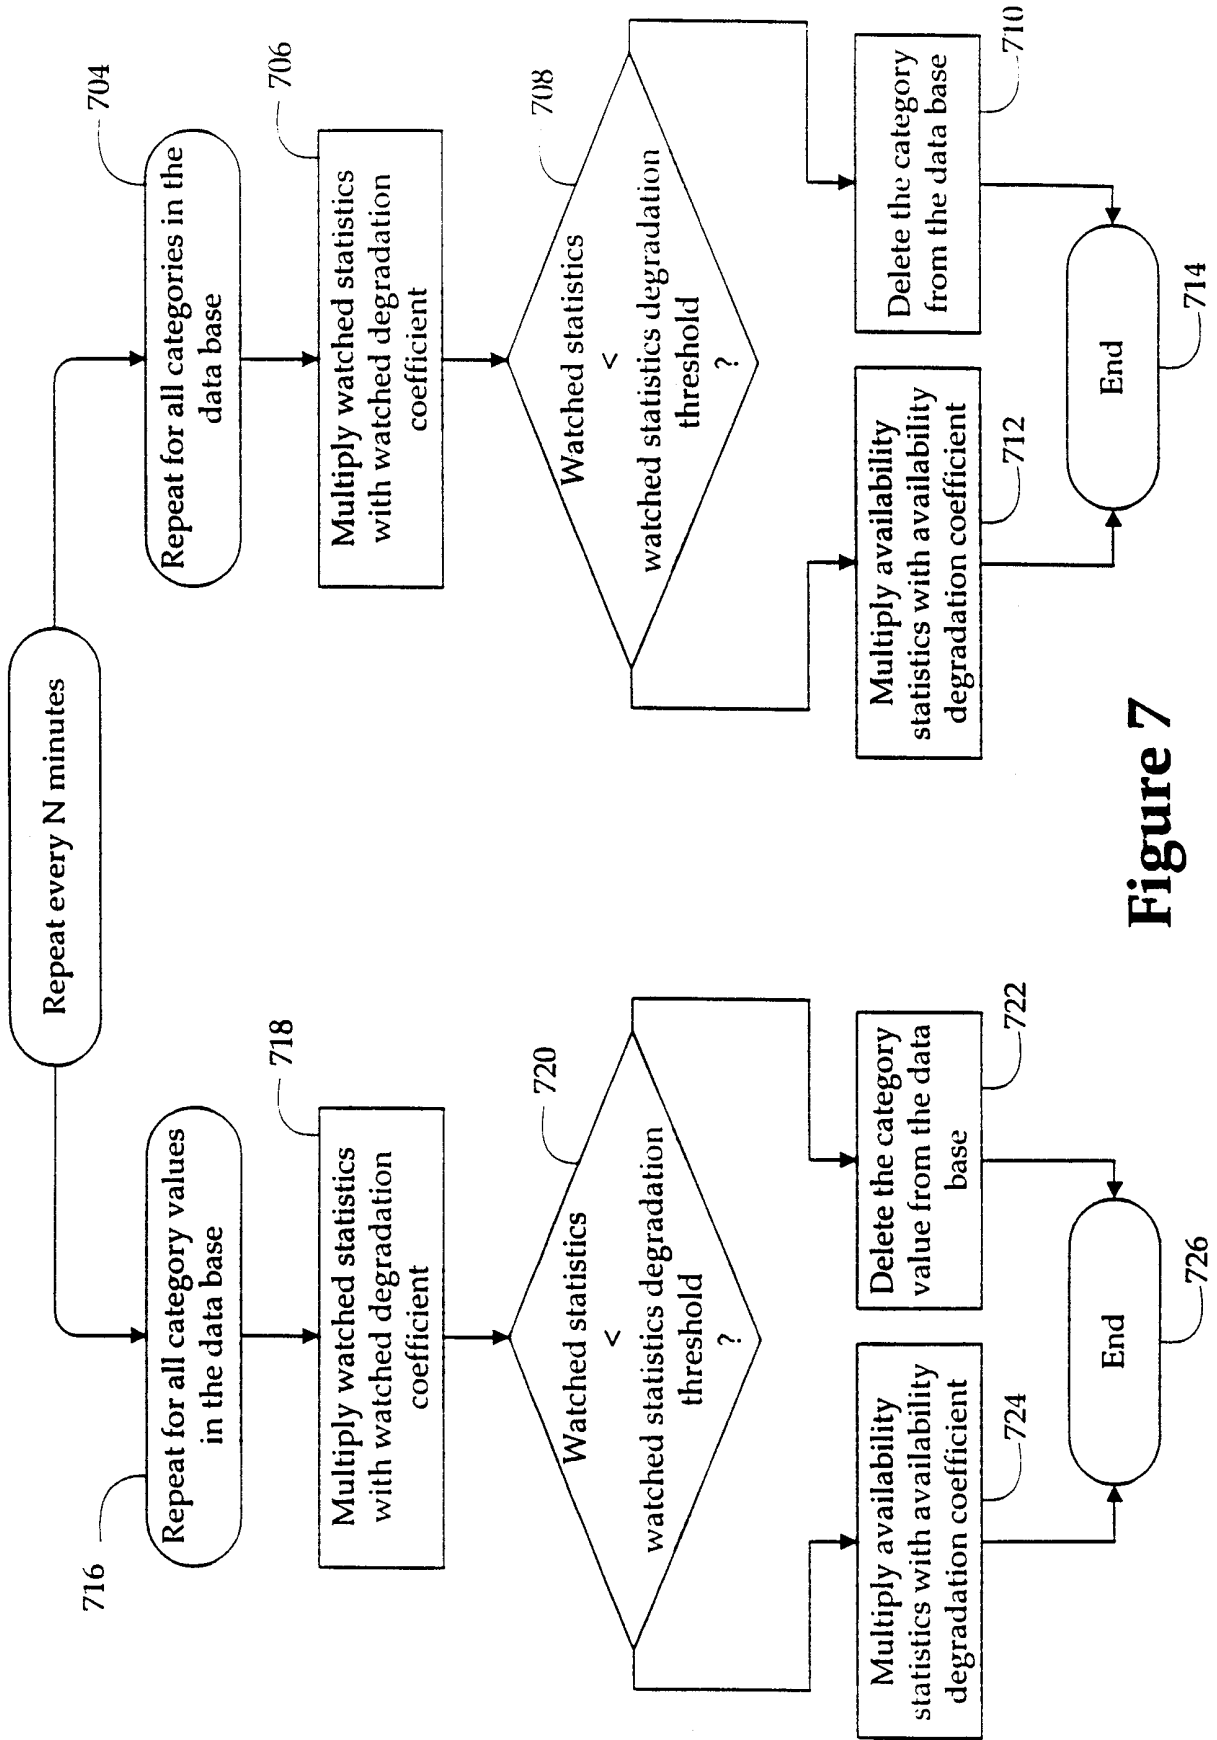 Repeat every N minutes
716
Repeat for all category values
in the data base
718
Multiply watched statistics
with watched degradation
coefficient
720
Watched statistics
<
watched statistics degradation
threshold
?
Multiply availability
statistics with availability
degradation coefficient
724
Delete the category
value from the data
base
722
End
726
704
Repeat for all categories in the
data base
706
Multiply watched statistics
with watched degradation
coefficient
708
Watched statistics
<
watched statistics degradation
threshold
?
Multiply availability
statistics with availability
degradation coefficient
712
Delete the category
from the data base
710
End
714
Figure 7